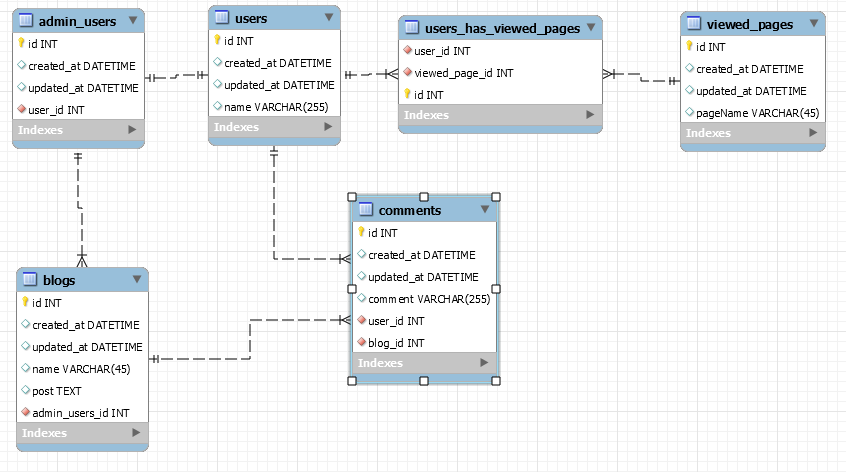 admin_users
id INT
created_at DATETIME
updated_at DATETIME
user_id INT
Indexes
users
id INT
created_at DATETIME
updated_at DATETIME
name VARCHAR(255)
Indexes
users_has_viewed_pages
user_id INT
viewed_page_id INT
id INT
Indexes
viewed_pages
id INT
created_at DATETIME
updated_at DATETIME
pageName VARCHAR(45)
Indexes
comments
id INT
created_at DATETIME
updated_at DATETIME
comment VARCHAR(255)
user_id INT
blog_id INT
Indexes
blogs
id INT
created_at DATETIME
updated_at DATETIME
name VARCHAR(45)
post TEXT
admin_users_id INT
Indexes